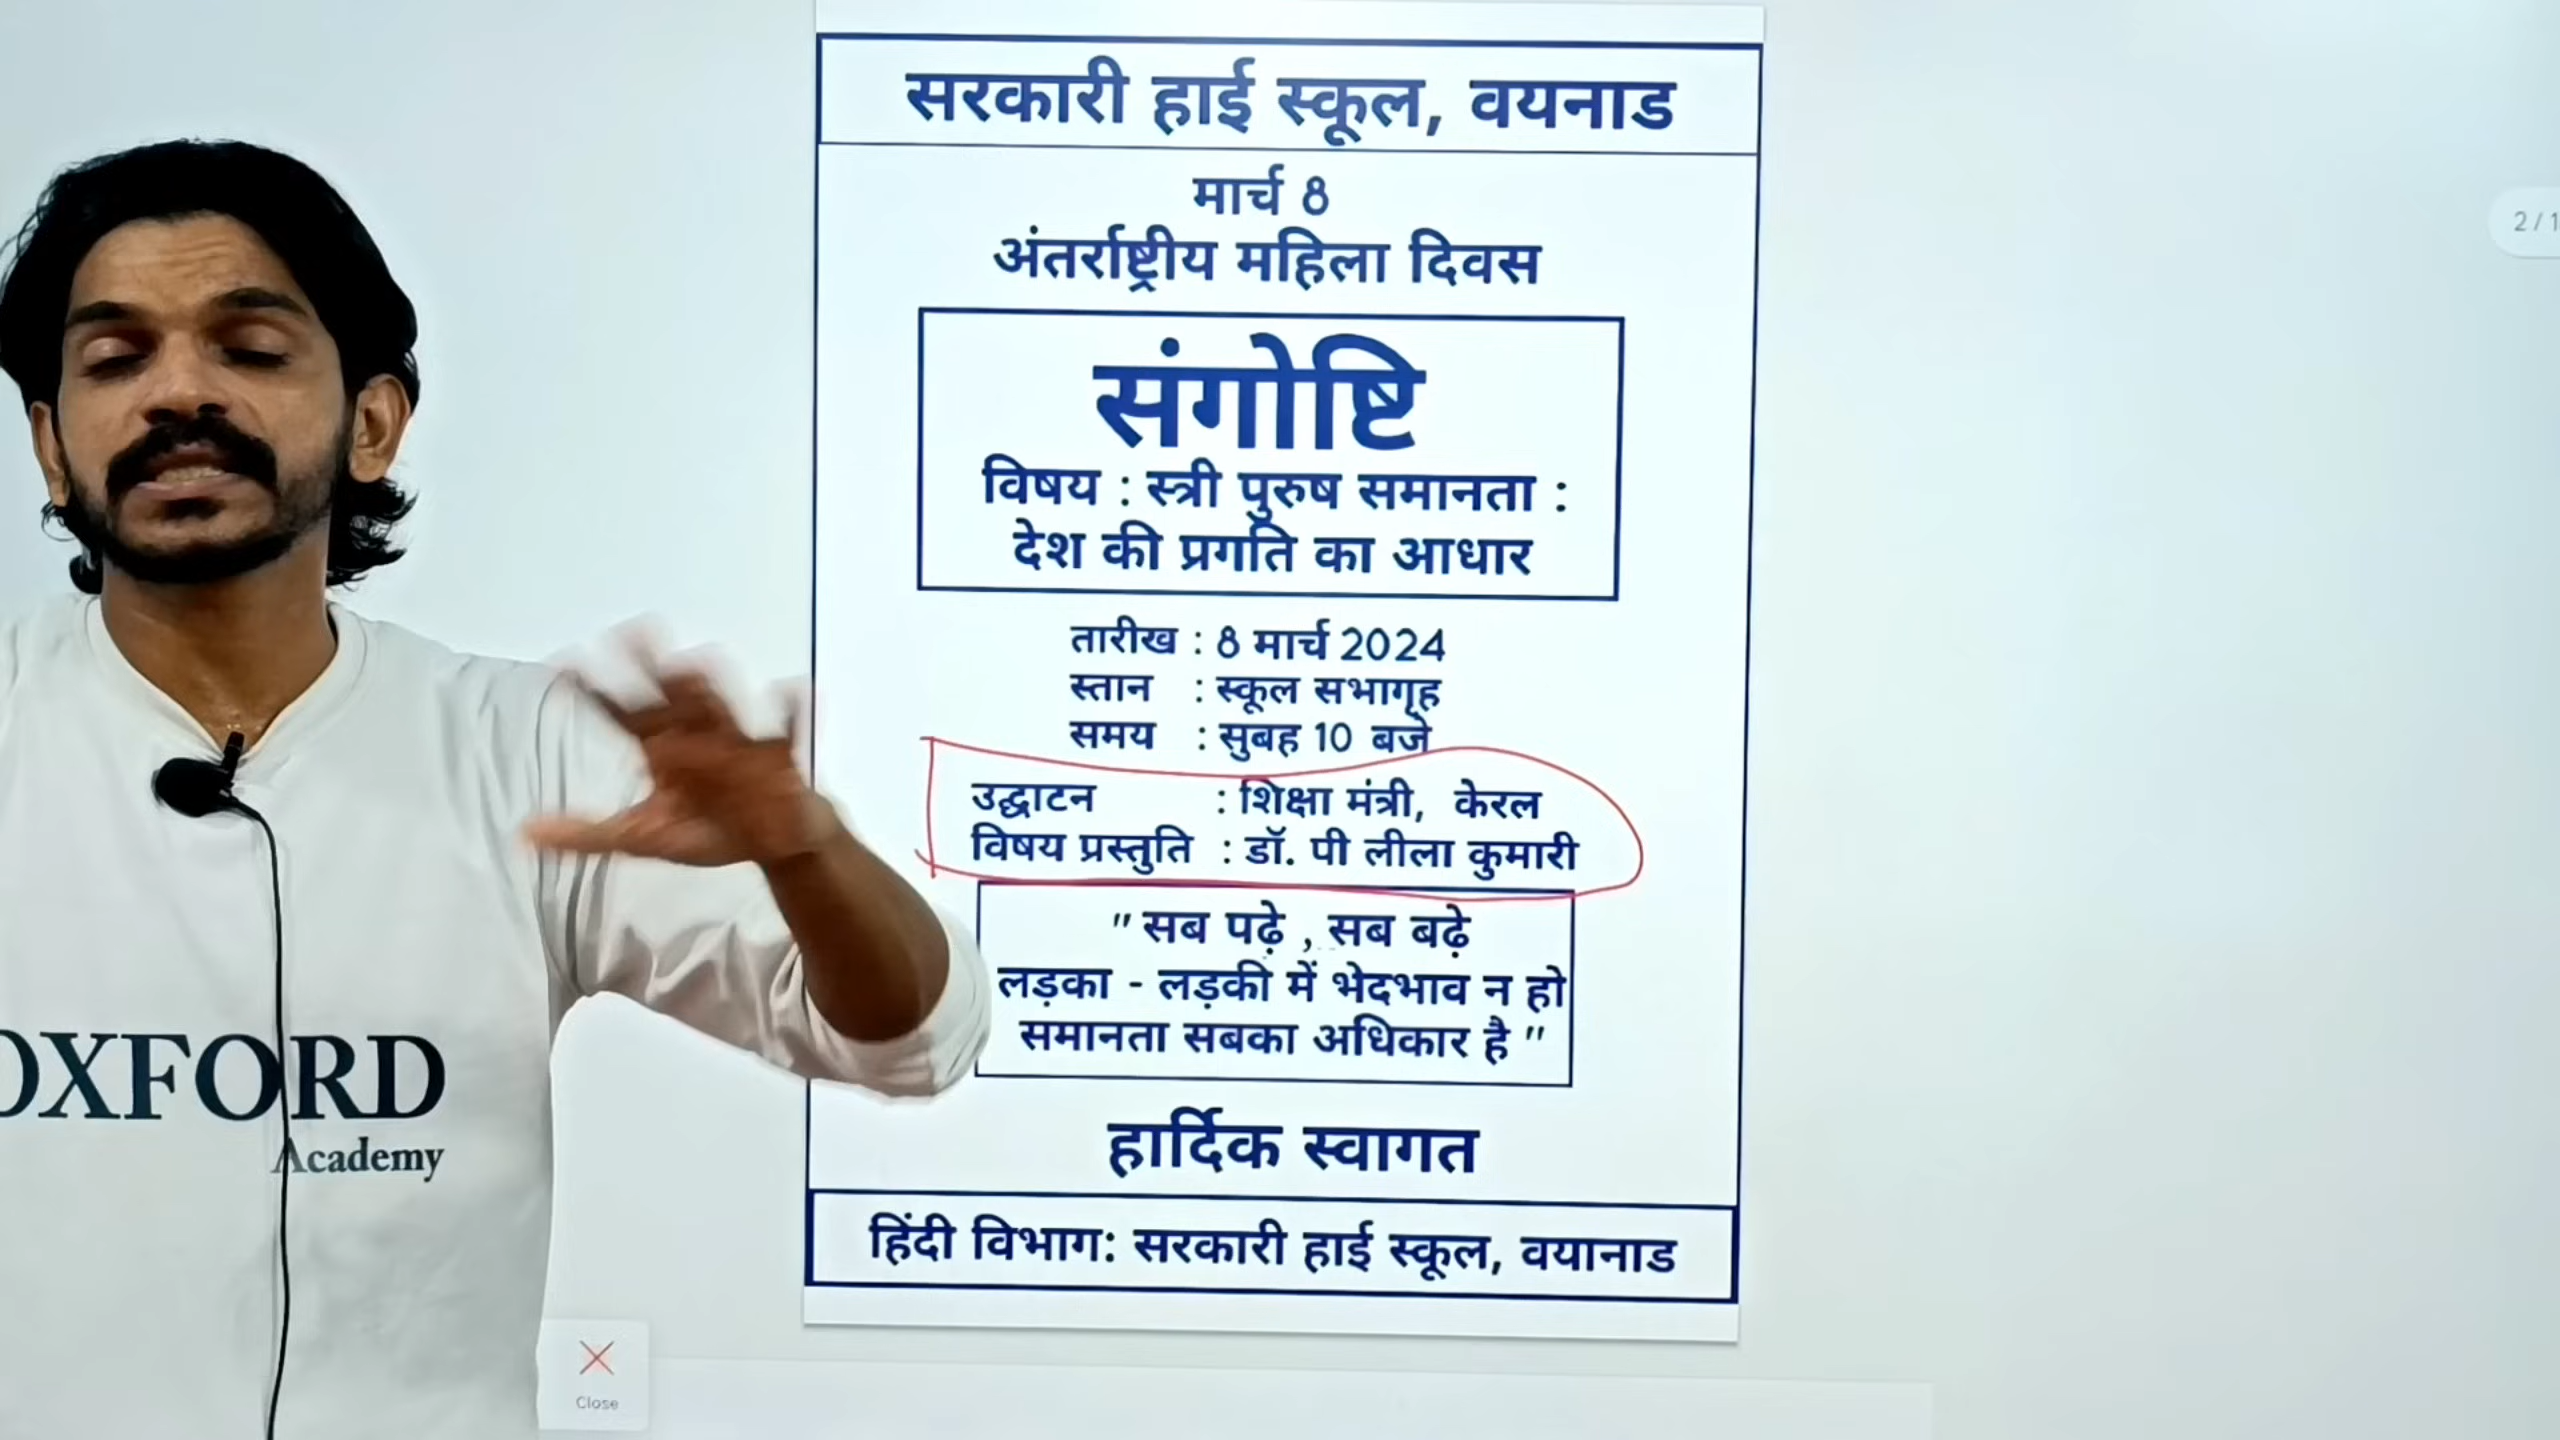 सरकारी हाई स्कूल, वयनाड
मार्च 8
अंतर्राष्ट्रीय महिला दिवस
संगोष्टि
विषय : स्त्री पुरुष समानता :
देश की प्रगति का आधार
तारीख : 8 मार्च 2024
स्तान : स्कूल सभागृह
समय : सुबह 10 बजे
उद्घाटन : शिक्षा मंत्री, केरल
विषय प्रस्तुति : डॉ. पी लीला कुमारी
" सब पढ़े , सब बढ़े
लड़का - लड़की में भेदभाव न हो
समानता सबका अधिकार है "
हार्दिक स्वागत
हिंदी विभाग: सरकारी हाई स्कूल, वयानाड
OXFORD
Academy
Close
2 / 1